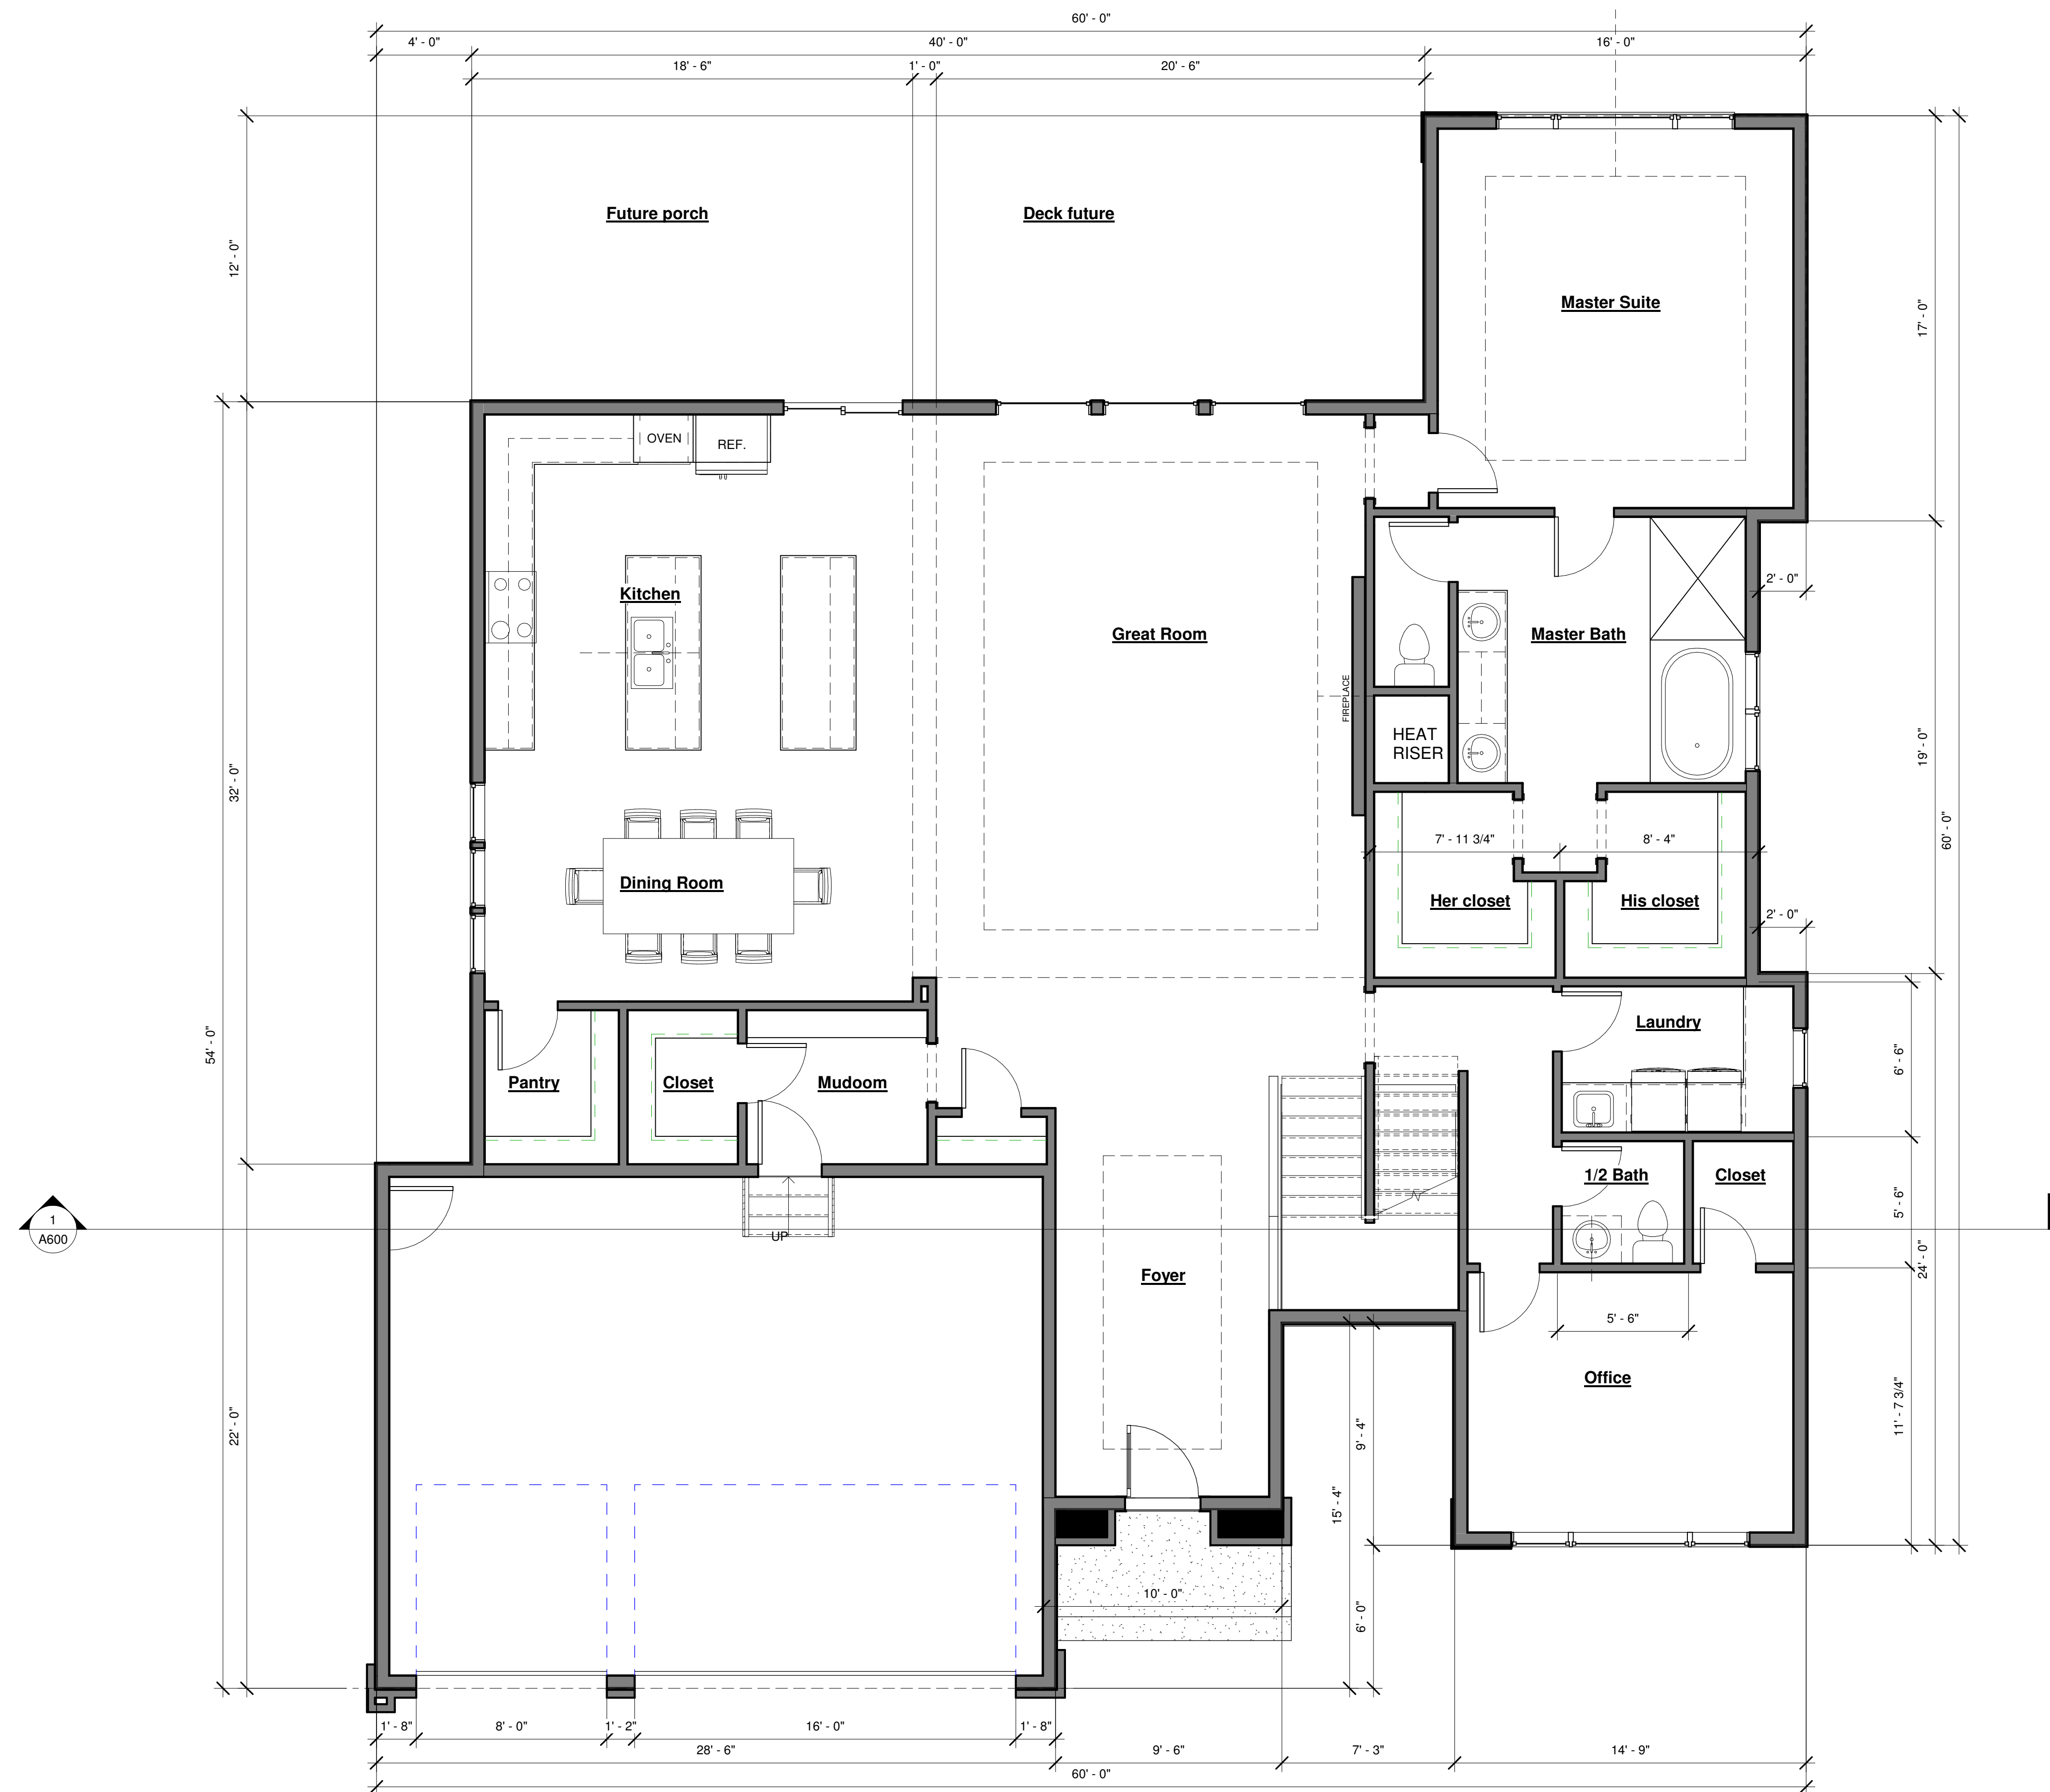 60' - 0"
4' - 0"
40' - 0"
16' - 0"
18' - 6"
1' - 0"
20' - 6"
Future porch
Deck future
12' - 0"
Master Suite
17' - 0"
OVEN
REF.
2' - 0"
Kitchen
Great Room
Master Bath
FIREPLACE
HEAT
RISER
32' - 0"
19' - 0"
60' - 0"
7' - 11 3/4"
8' - 4"
Dining Room
Her closet
His closet
2' - 0"
54' - 0"
Laundry
6' - 6"
Pantry
Closet
Mudoom
1/2 Bath
Closet
5' - 6"
1
A600
UP
24' - 0"
Foyer
5' - 6"
Office
22' - 0"
9' - 4"
11' - 7 3/4"
15' - 4"
10' - 0"
6' - 0"
1' - 8"
8' - 0"
1' - 2"
16' - 0"
1' - 8"
28' - 6"
9' - 6"
7' - 3"
14' - 9"
60' - 0"